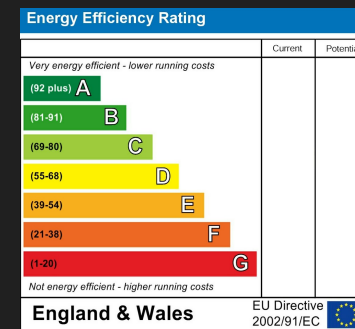 Energy Efficiency Rating
Current
Very energy efficient - lower running costs
(92 plus) A
(81-91) B
(69-80) C
(55-68) D
(39-54) E
(21-38) F
(1-20) G
Not energy efficient - higher running costs
England & Wales
EU Directive
2002/91/EC